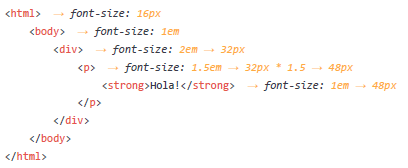 <html> → font-size: 16px
<body> → font-size: 1em
<div> → font-size: 2em → 32px
<p> → font-size: 1.5em → 32px * 1.5 → 48px
<strong>Hola!</strong> → font-size: 1em → 48px
</p>
</div>
</body>
</html>